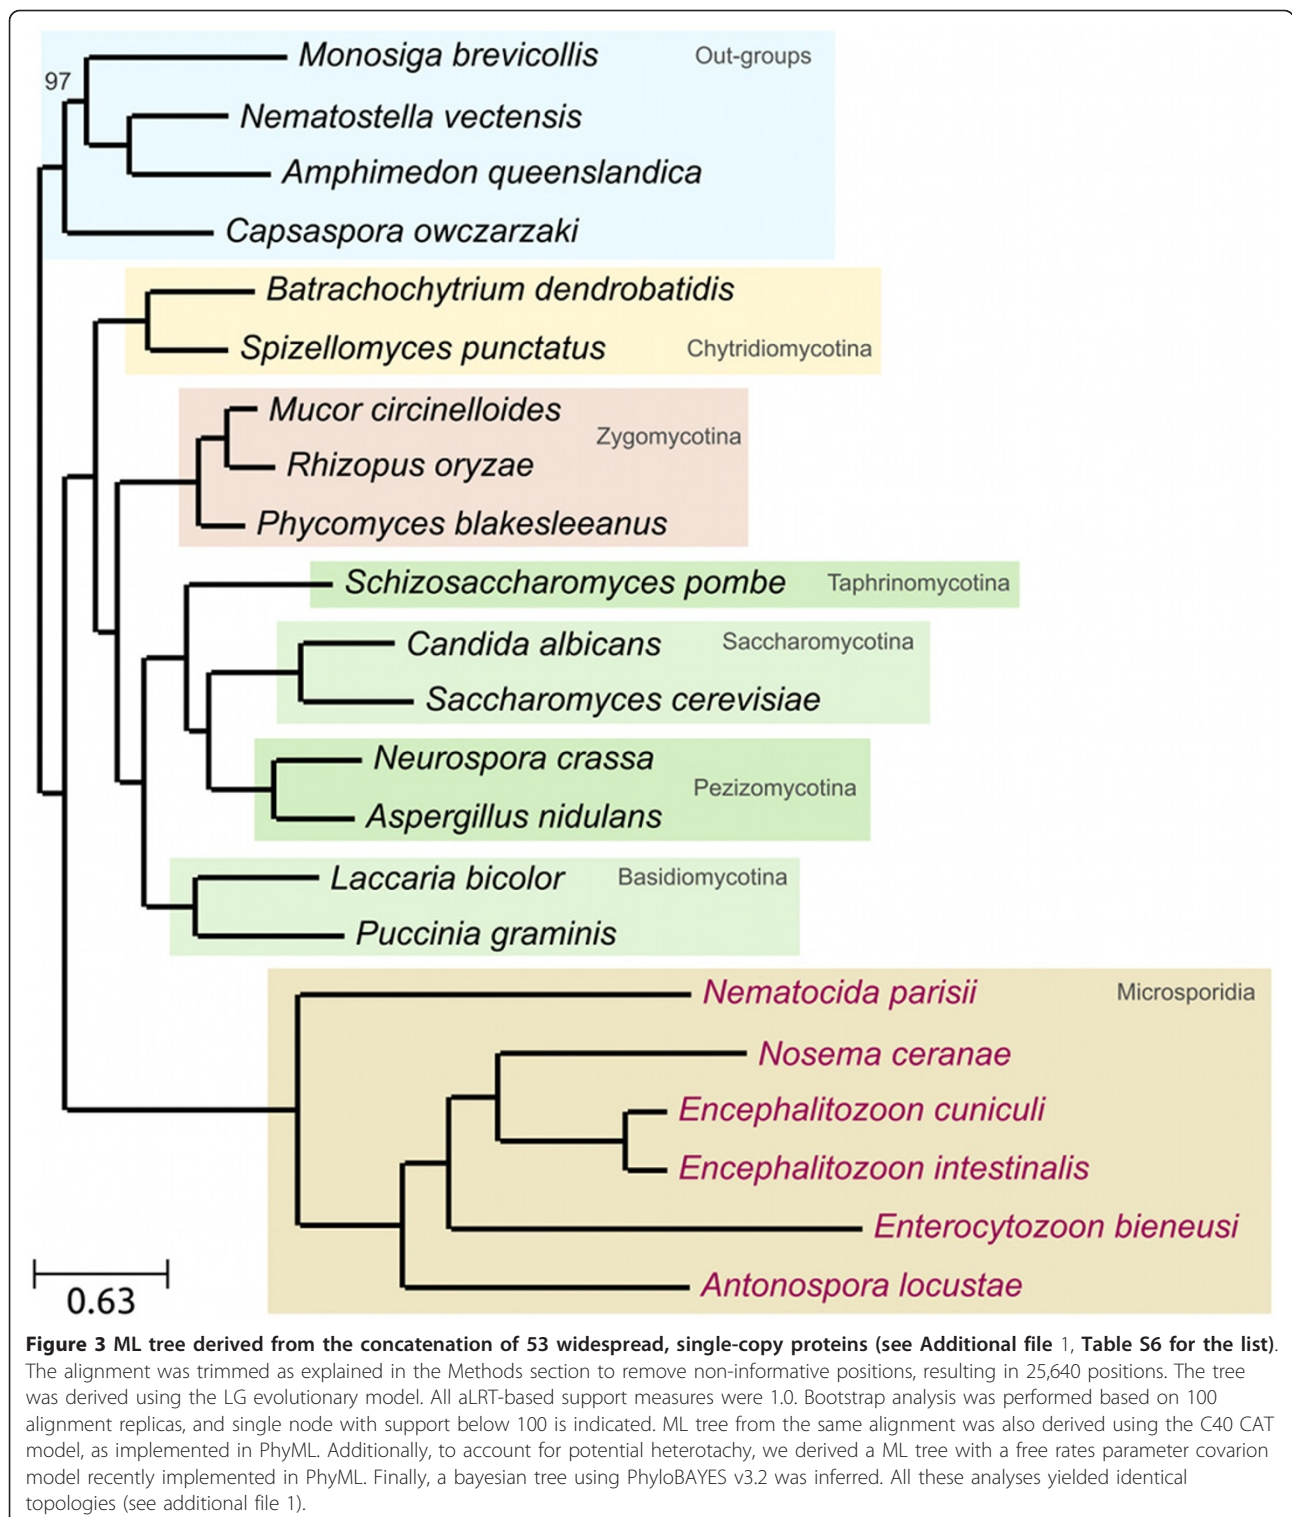 Monosiga brevicollis
Out-groups
97
Nematostella vectensis
Amphimedon queenslandica
Capsaspora owczarzaki
Batrachochytrium dendrobatidis
Spizellomyces punctatus
Chytridiomycotina
Mucor circinelloides
Zygomycotina
Rhizopus oryzae
Phycomyces blakesleeanus
Schizosaccharomyces pombe
Taphrinomycotina
Candida albicans
Saccharomycotina
Saccharomyces cerevisiae
Neurospora crassa
Pezizomycotina
Aspergillus nidulans
Laccaria bicolor
Basidiomycotina
Puccinia graminis
Nematocida parisii
Microsporidia
Nosema ceranae
Encephalitozoon cuniculi
Encephalitozoon intestinalis
Enterocytozoon bieneusi
Antonospora locustae
0.63
Figure 3 ML tree derived from the concatenation of 53 widespread, single-copy proteins (see Additional file 1, Table S6 for the list).
The alignment was trimmed as explained in the Methods section to remove non-informative positions, resulting in 25,640 positions. The tree
was derived using the LG evolutionary model. All aLRT-based support measures were 1.0. Bootstrap analysis was performed based on 100
alignment replicas, and single node with support below 100 is indicated. ML tree from the same alignment was also derived using the C40 CAT
model, as implemented in PhyML. Additionally, to account for potential heterotachy, we derived a ML tree with a free rates parameter covarion
model recently implemented in PhyML. Finally, a bayesian tree using PhyloBAYES v3.2 was inferred. All these analyses yielded identical
topologies (see additional file 1).